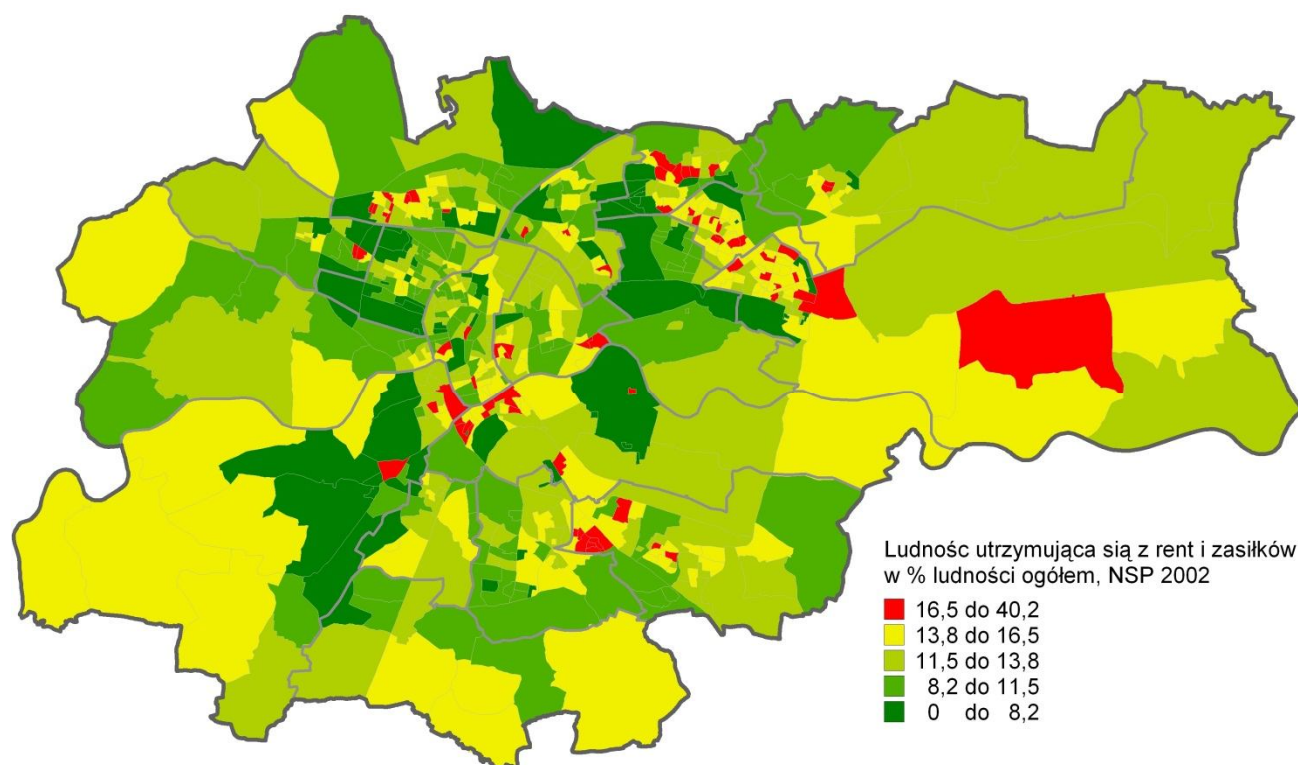 Ludnośc utrzymująca sią z rent i zasiłków
w % ludności ogółem, NSP 2002
16,5 do 40,2
13,8 do 16,5
11,5 do 13,8
8,2 do 11,5
0 do 8,2